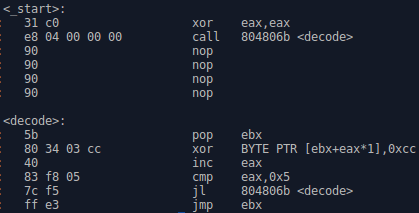 <_start>:
: 31 c0 xor eax,eax
: e8 04 00 00 00 call 804806b <decode>
: 90 nop
: 90 nop
: 90 nop
: 90 nop
<decode>:
: 5b pop ebx
: 80 34 03 cc xor BYTE PTR [ebx+eax*1],0xcc
: 40 inc eax
: 83 f8 05 cmp eax,0x5
: 7c f5 jl 804806b <decode>
: ff e3 jmp ebx